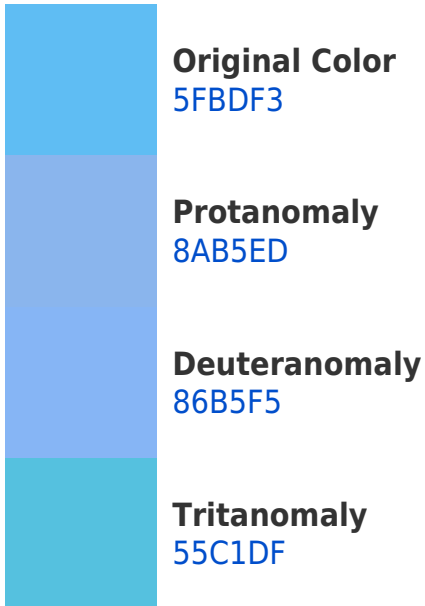 Original Color
5FBDF3
Protanomaly
8AB5ED
Deuteranomaly
86B5F5
Tritanomaly
55C1DF